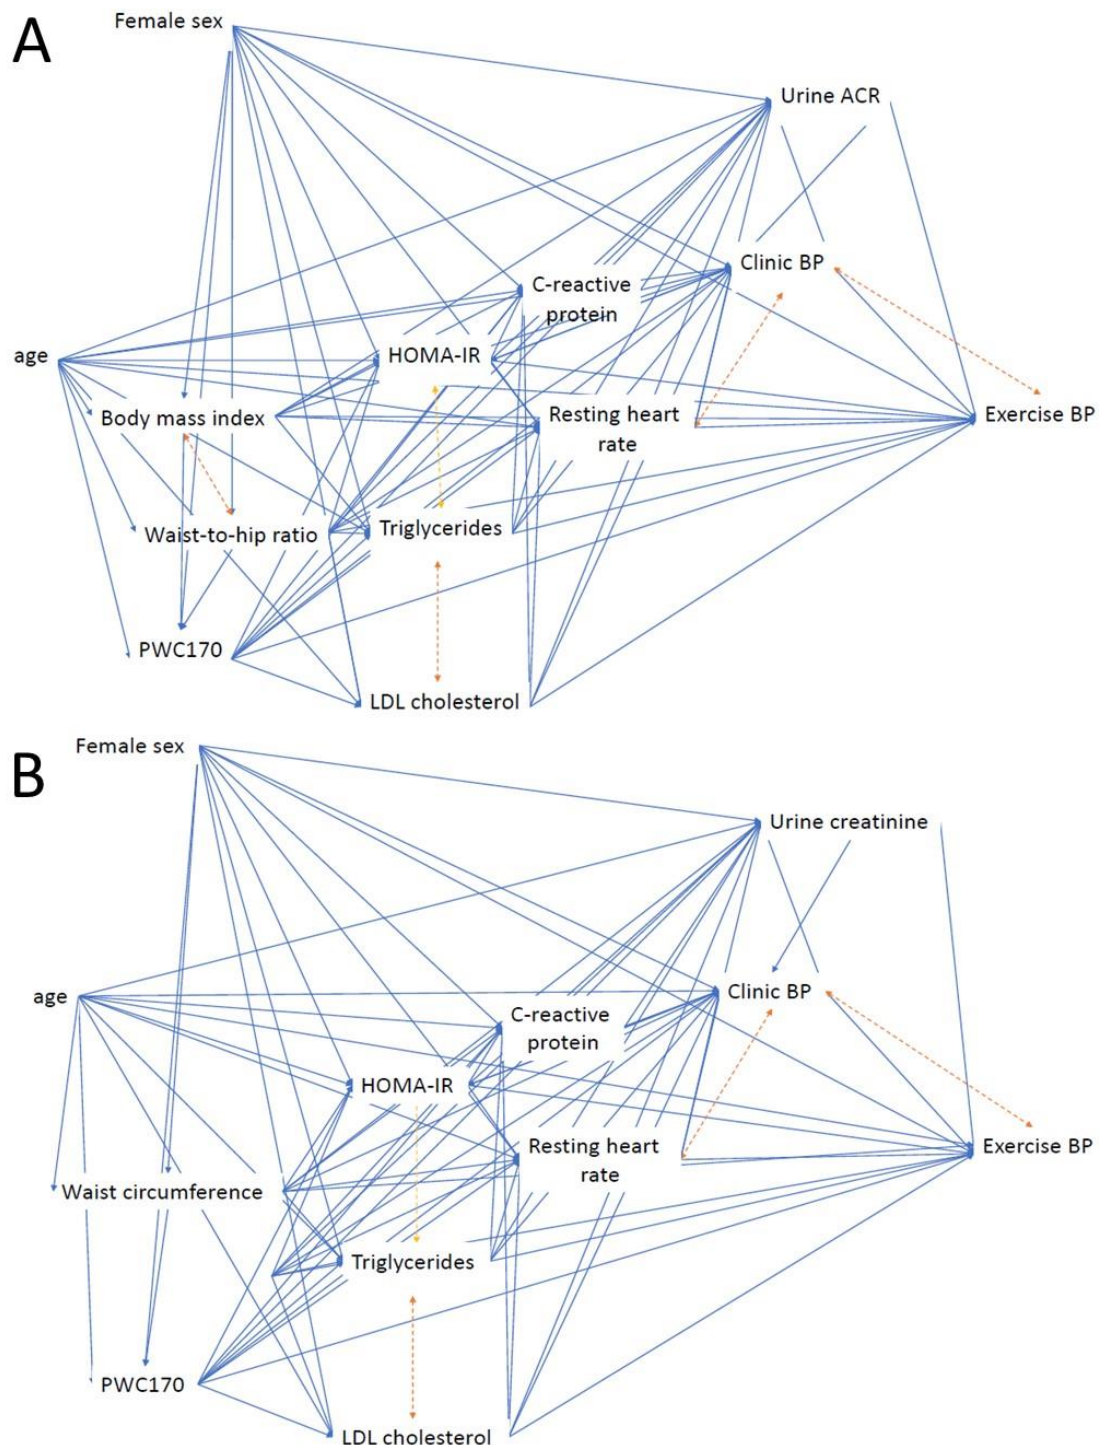 A
Female sex
Urine ACR
Clinic BP
C-reactive
protein
age
HOMA-IR
Body mass index
Resting heart
rate
Exercise BP
Waist-to-hip ratio
Triglycerides
PWC170
LDL cholesterol
B
Female sex
Urine creatinine
age
Clinic BP
C-reactive
protein
HOMA-IR
Resting heart
rate
Exercise BP
Waist circumference
Triglycerides
PWC170
LDL cholesterol